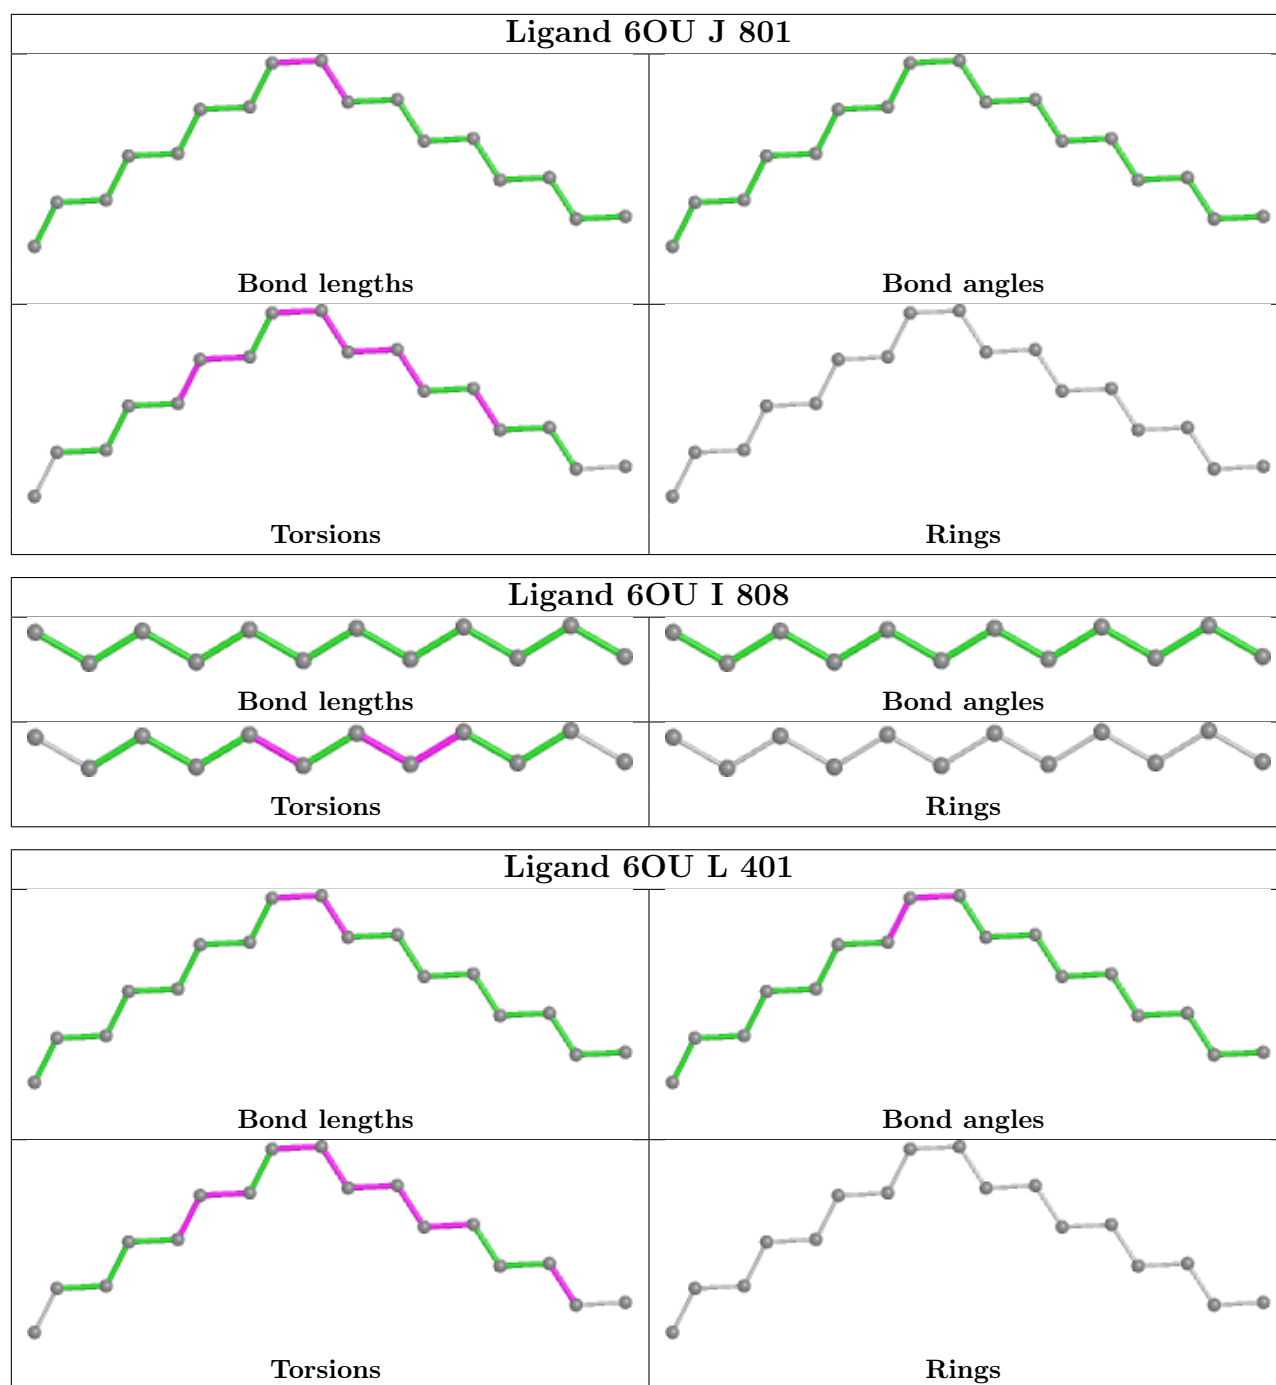 Ligand 6OU J 801
Bond lengths
Bond angles
Torsions
Rings
Ligand 6OU I 808
Bond lengths
Bond angles
Torsions
Rings
Ligand 6OU L 401
Bond lengths
Bond angles
Torsions
Rings